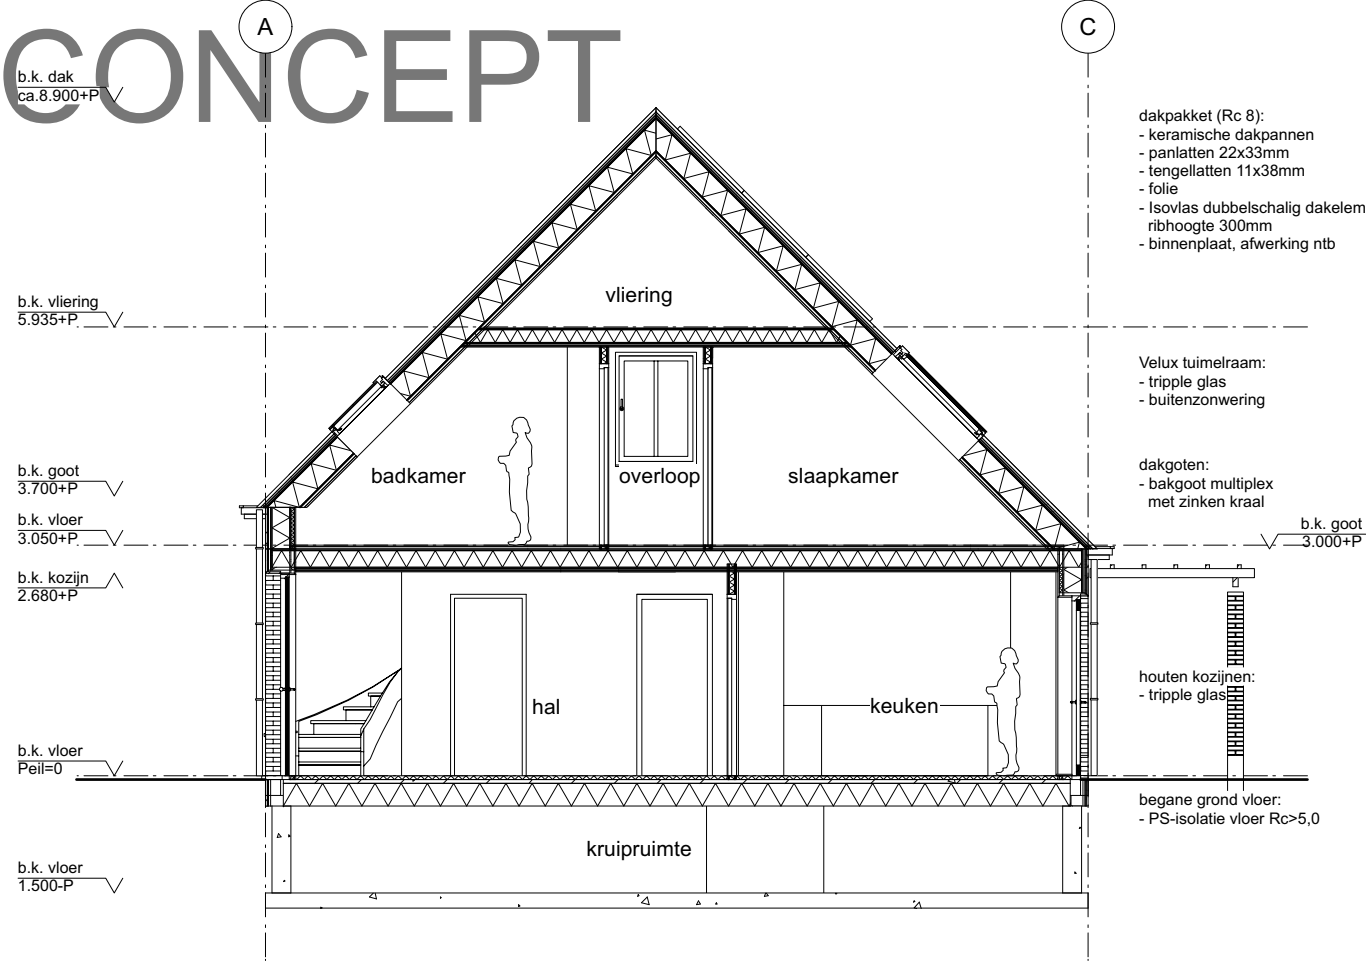 A
C
CONCEPT
b.k. dak
ca.8.900+P
dakpakket (Rc 8):
- keramische dakpannen
- panlatten 22x33mm
- tengellatten 11x38mm
- folie
- Isovlas dubbelschalig dakelem
ribhoogte 300mm
- binnenplaat, afwerking ntb
vliering
b.k. vliering
5.935+P
Velux tuimelraam:
- tripple glas
- buitenzonwering
b.k. goot
3.700+P
badkamer
overloop
slaapkamer
dakgoten:
- bakgoot multiplex
met zinken kraal
b.k. vloer
3.050+P
b.k. goot
3.000+P
b.k. kozijn
2.680+P
hal
keuken
houten kozijnen:
- tripple glas
b.k. vloer
Peil=0
begane grond vloer:
- PS-isolatie vloer Rc>5,0
kruipruimte
b.k. vloer
1.500-P